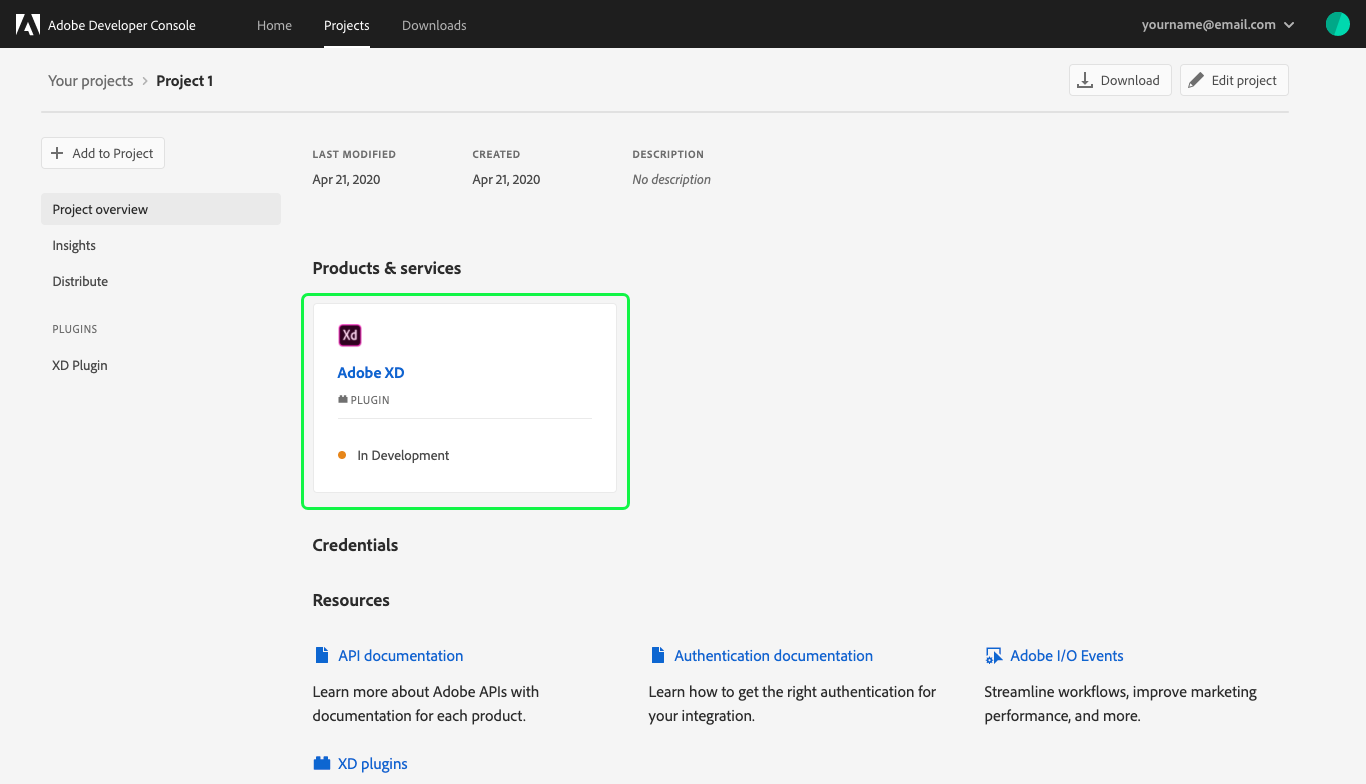 Adobe Developer Console
Home
Projects
Downloads
yourname@email.com
Your projects > Project 1
Download
Edit project
Add to Project
Project overview
Insights
Distribute
PLUGINS
XD Plugin
LAST MODIFIED
Apr 21, 2020
CREATED
Apr 21, 2020
DESCRIPTION
No description
Products & services
Xd
Adobe XD
PLUGIN
In Development
Credentials
Resources
API documentation
Learn more about Adobe APIs with
documentation for each product.
Authentication documentation
Learn how to get the right authentication for
your integration.
Adobe I/O Events
Streamline workflows, improve marketing
performance, and more.
XD plugins